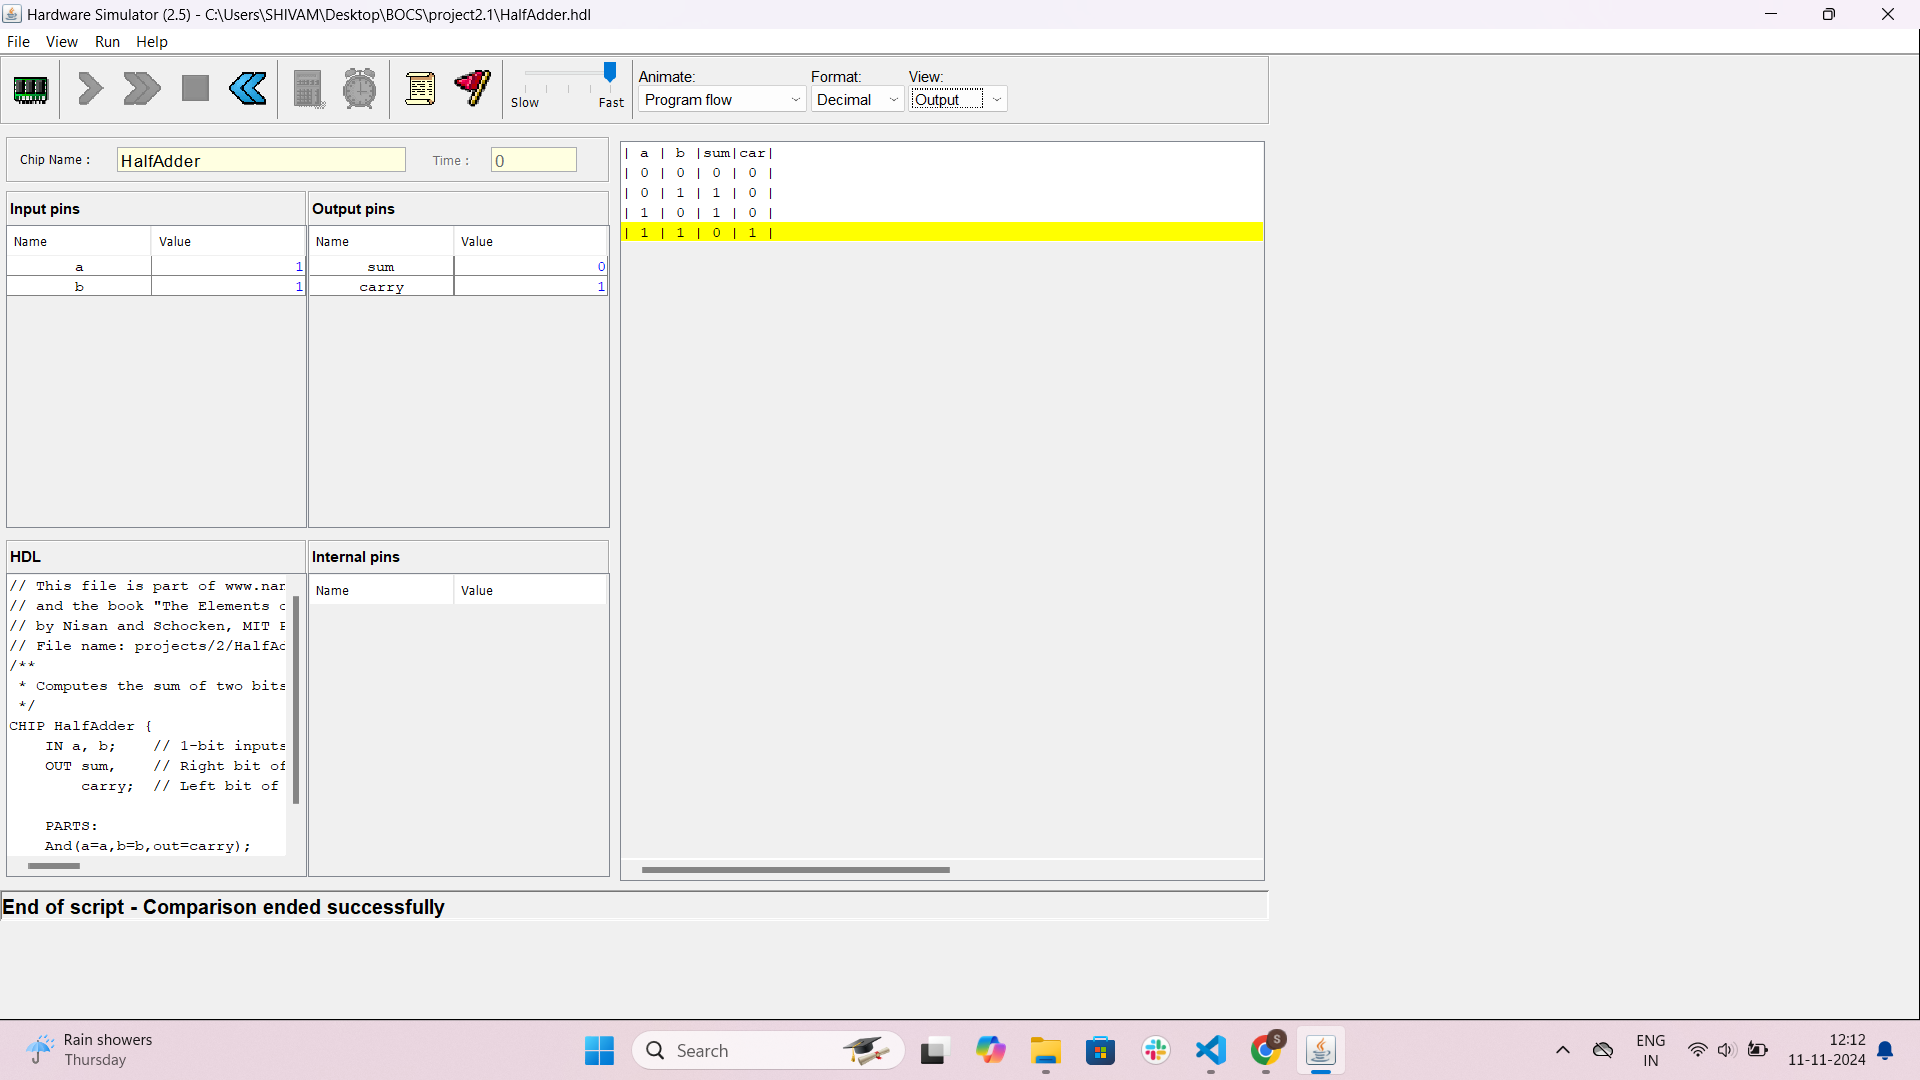 Hardware Simulator (2.5) - C:\Users\SHIVAM\Desktop\BOCS\project2.1\HalfAdder.hdl
File View Run Help
Slow Fast
Animate: Format: View:
Program flow Decimal Output
Chip Name : HalfAdder Time : 0
Input pins Output pins
Name Value Name Value
a 1 sum 0
b 1 carry 1
| a | b |sum|car|
| 0 | 0 | 0 | 0 |
| 0 | 1 | 1 | 0 |
| 1 | 0 | 1 | 0 |
| 1 | 1 | 0 | 1 |
HDL
// This file is part of www.nan
// and the book "The Elements o
// by Nisan and Schocken, MIT P
// File name: projects/2/HalfAd
/**
* Computes the sum of two bits
*/
CHIP HalfAdder {
IN a, b; // 1-bit inputs
OUT sum, // Right bit of
carry; // Left bit of
PARTS:
And(a=a,b=b,out=carry);
Internal pins
Name Value
End of script - Comparison ended successfully
Rain showers
Thursday
Search
S
ENG
IN
12:12
11-11-2024